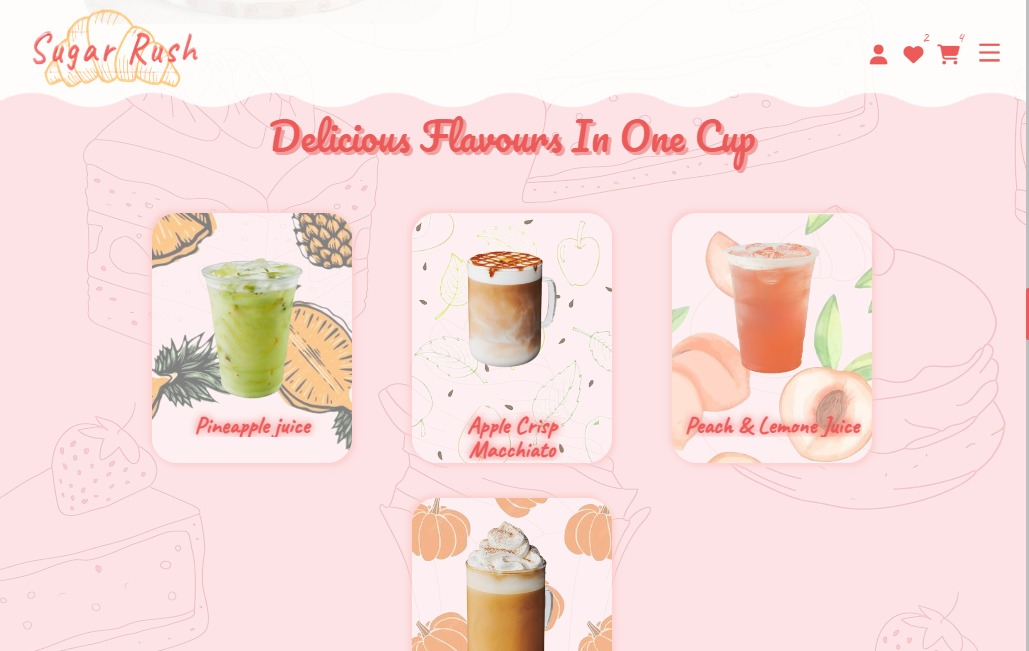 Sugar Rush
2
4
Delicious Flavours In One Cup
Pineapple juice
Apple Crisp
Macchiato
Peach & Lemone Juice